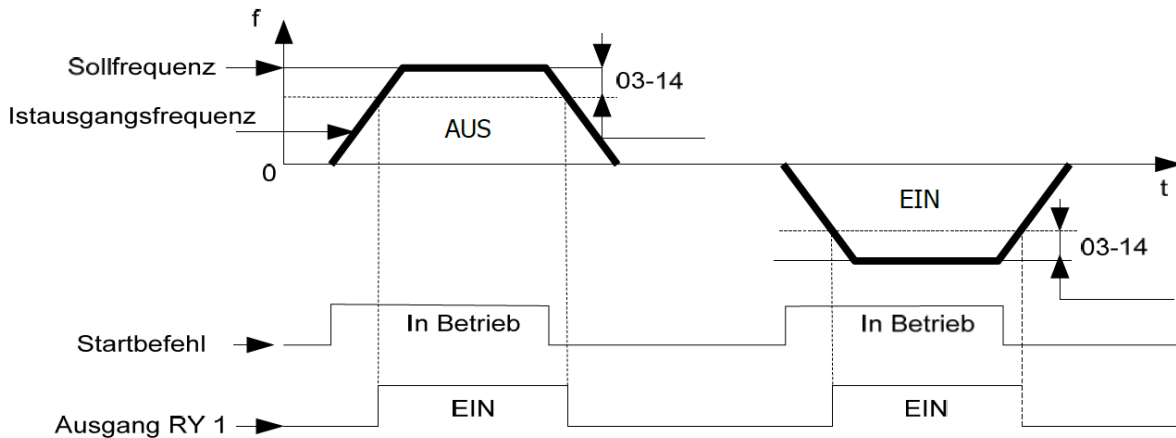 f
Sollfrequenz
03-14
Istausgangsfrequenz
AUS
0
t
EIN
03-14
In Betrieb
In Betrieb
Startbefehl
EIN
EIN
Ausgang RY 1